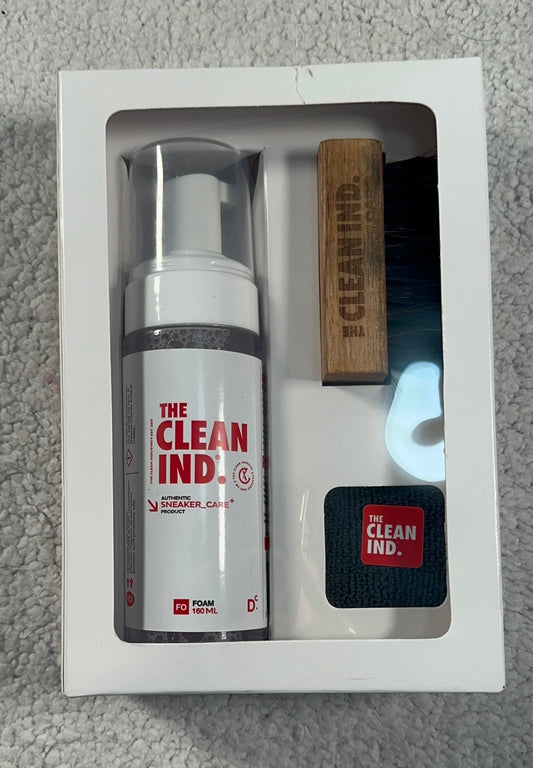 THE
CLEAN
IND.
AUTHENTIC
SNEAKER_CARE+
PRODUCT
FO FOAM
160 ML
THE CLEAN IND.
THE
CLEAN
IND.